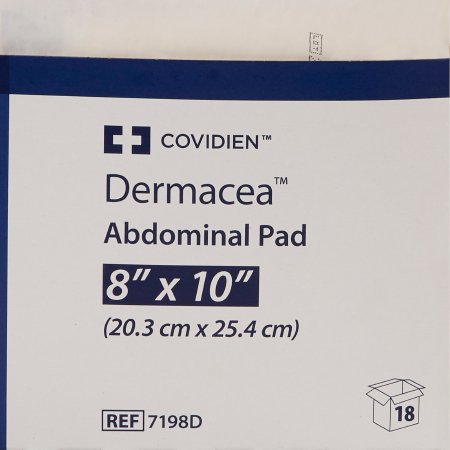 COVIDIEN™
Dermacea™
Abdominal Pad
8" x 10"
(20.3 cm x 25.4 cm)
REF 7198D
18